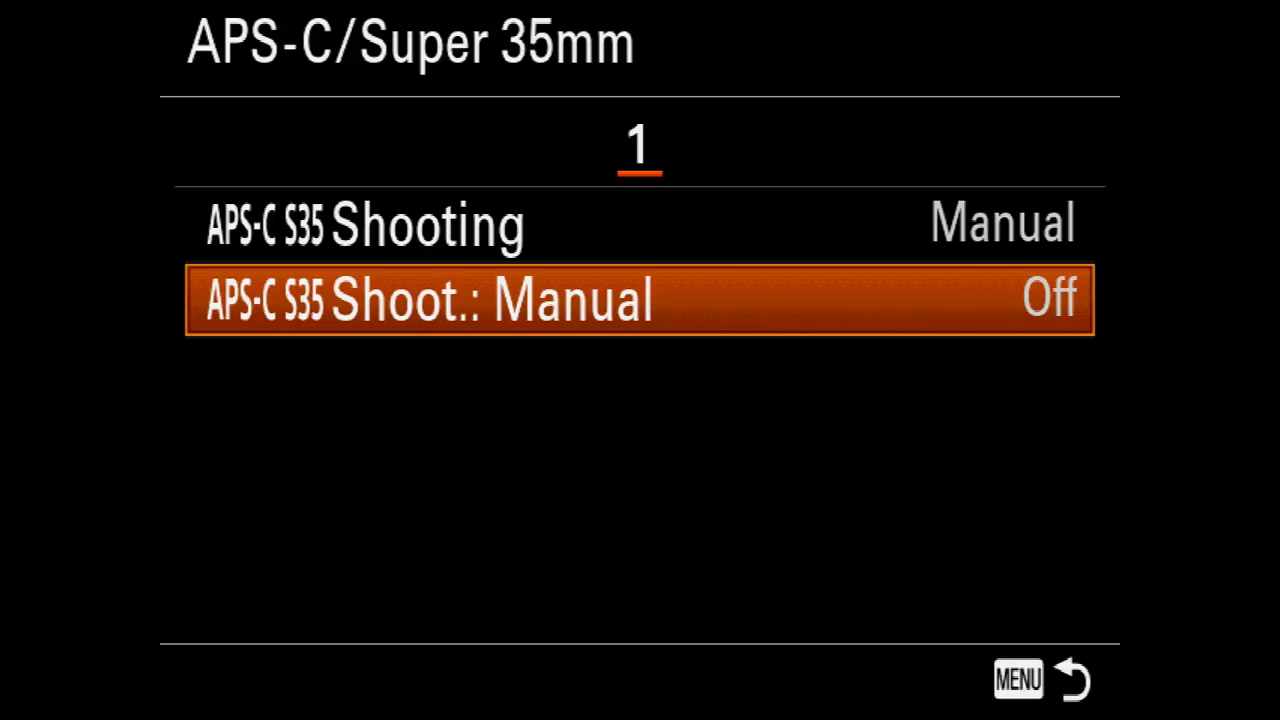 APS-C/Super 35mm
1
APS-C S35 Shooting Manual
APS-C S35 Shoot.: Manual Off
MENU